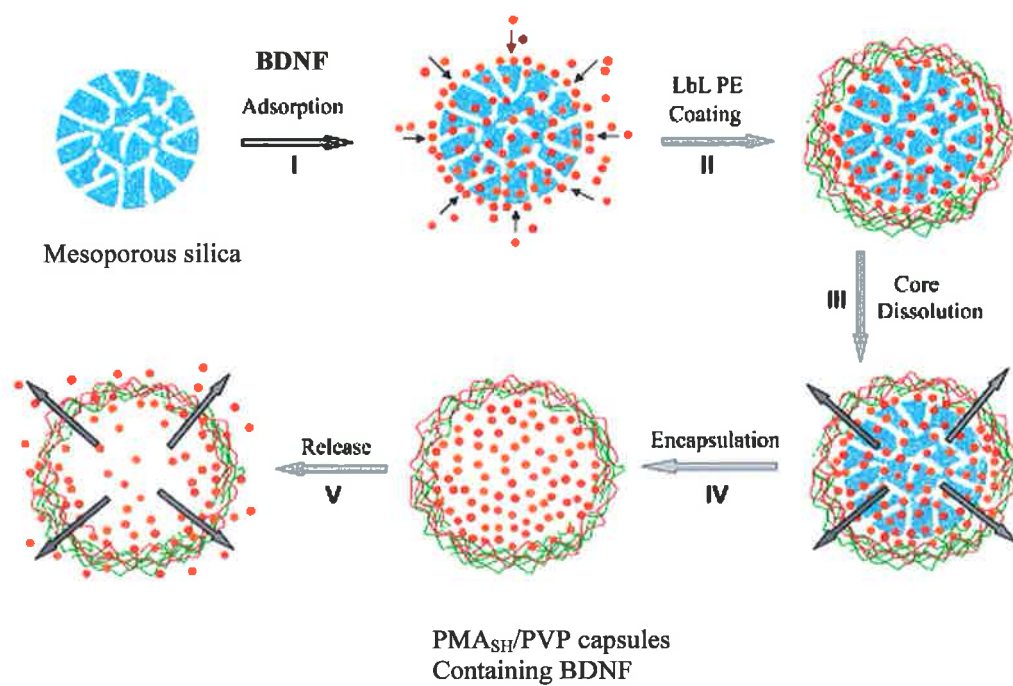 BDNF
Adsorption
I
Mesoporous silica
LbL PE
Coating
II
III
Core
Dissolution
Encapsulation
IV
Release
V
PMASH/PVP capsules
Containing BDNF